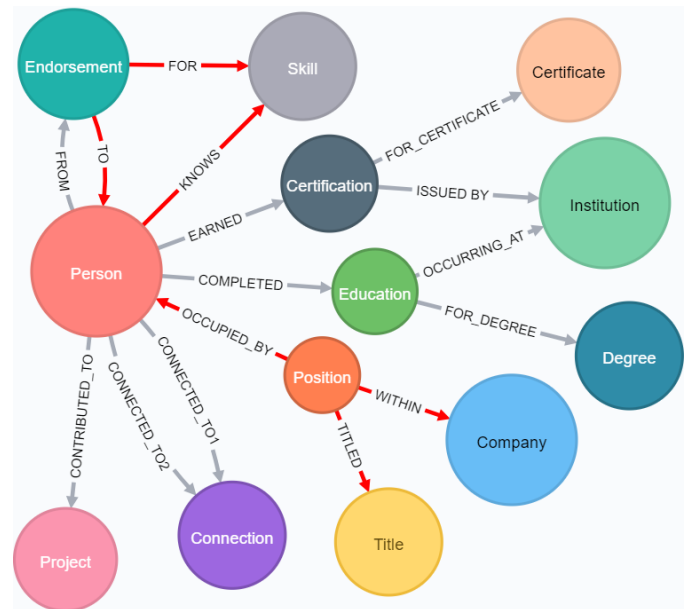 Endorsement
FOR
Skill
Certificate
FROM
TO
KNOWS
FOR_CERTIFICATE
Certification
ISSUED BY
Institution
EARNED
OCCURRING_AT
Person
COMPLETED
Education
FOR_DEGREE
OCCUPIED_BY
Position
Degree
CONTRIBUTED_TO
CONNECTED_TO2
CONNECTED_TO1
WITHIN
TITLED
Company
Project
Connection
Title